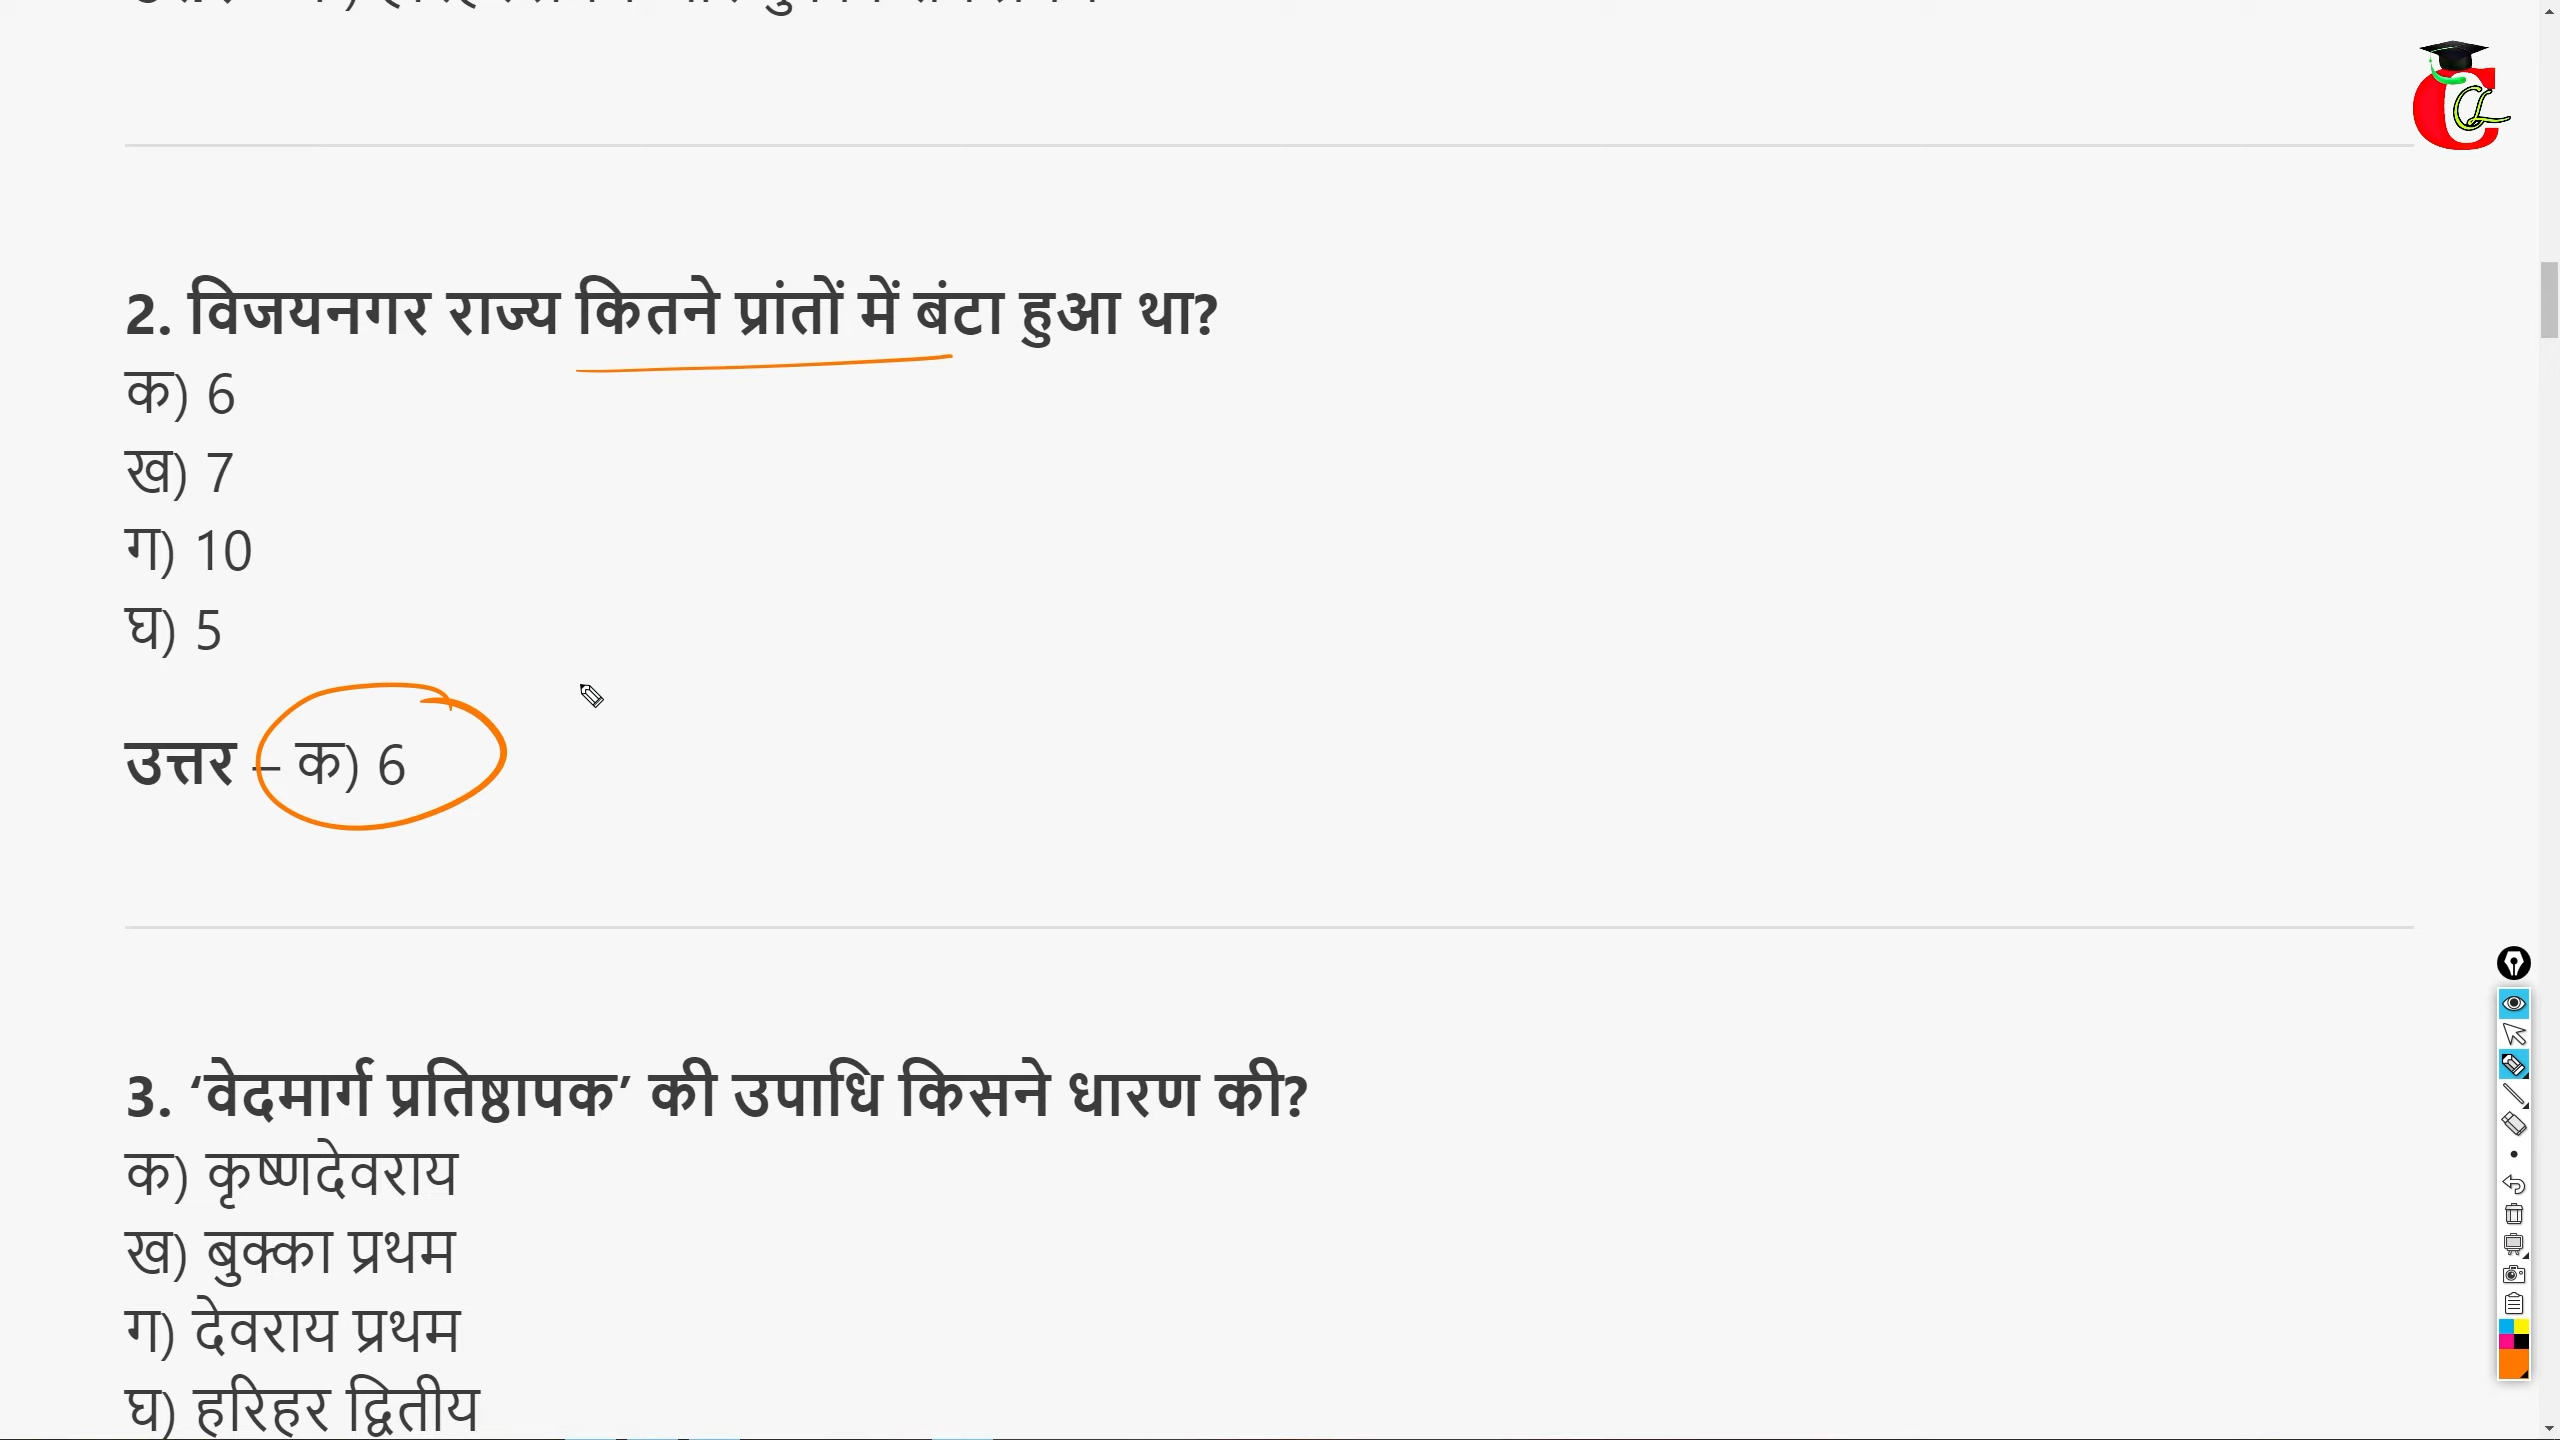 2. विजयनगर राज्य कितने प्रांतों में बंटा हुआ था?
क) 6
ख) 7
ग) 10
घ) 5
उत्तर – क) 6
3. ‘वेदमार्ग प्रतिष्ठापक’ की उपाधि किसने धारण की?
क) कृष्णदेवराय
ख) बुक्का प्रथम
ग) देवराय प्रथम
घ) हरिहर द्वितीय